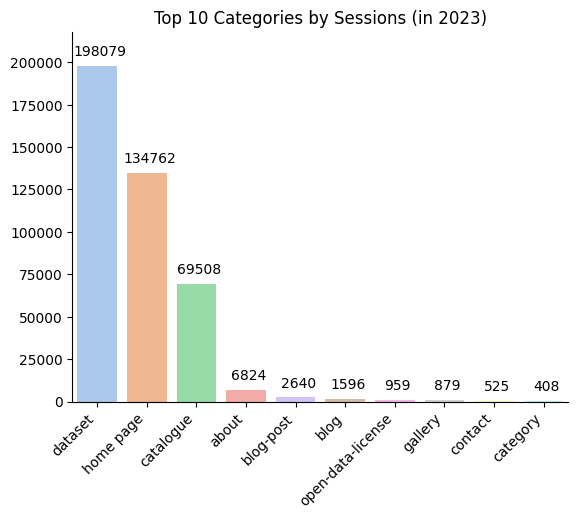 Top 10 Categories by Sessions (in 2023)
200000
175000
150000
125000
100000
75000
50000
25000
0
198079
134762
69508
6824
2640
1596
959
879
525
408
dataset
home page
catalogue
about
blog-post
blog
open-data-license
gallery
contact
category